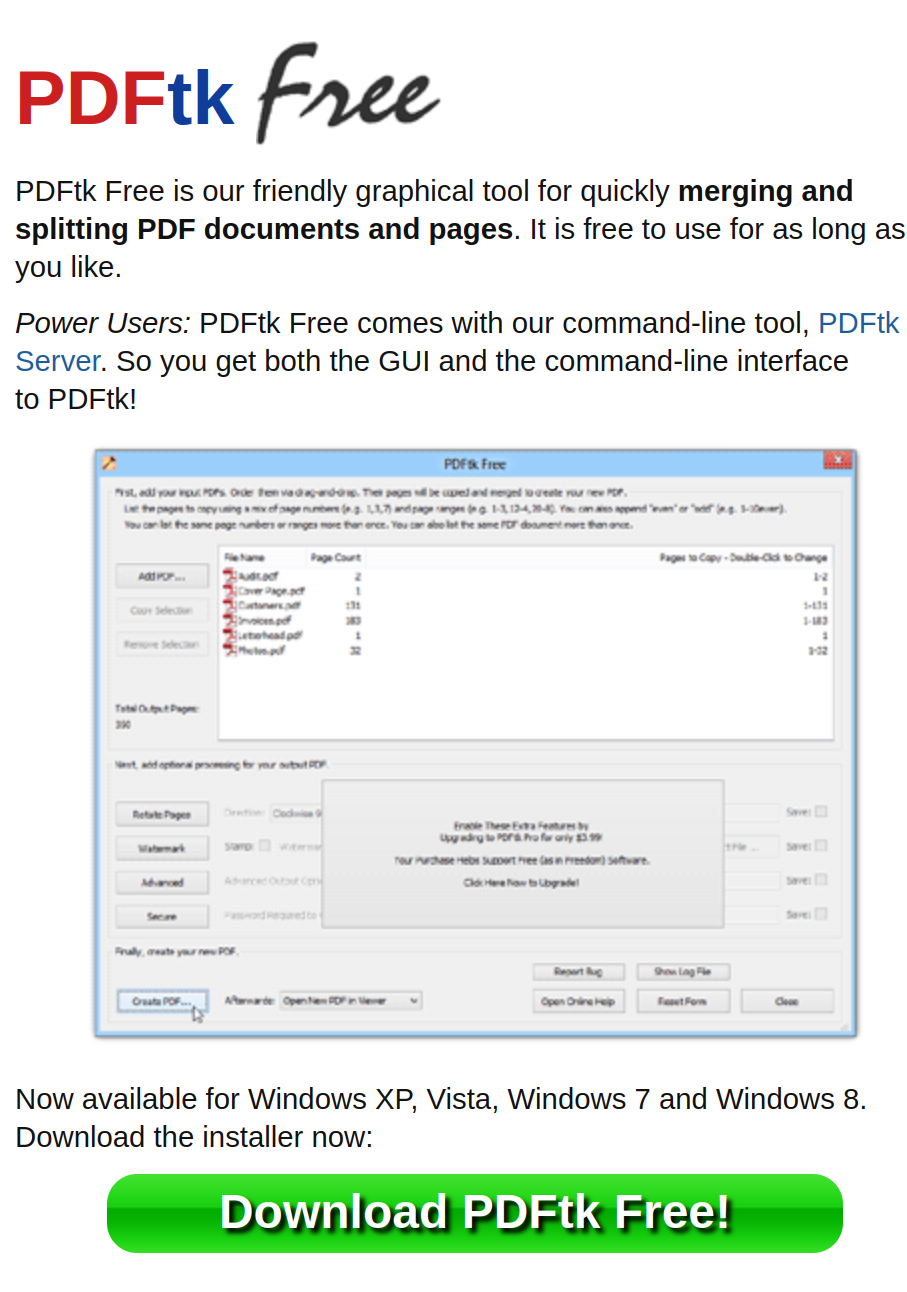 PDFtk Free
PDFtk Free is our friendly graphical tool for quickly merging and
splitting PDF documents and pages. It is free to use for as long as
you like.
Power Users: PDFtk Free comes with our command-line tool, PDFtk
Server. So you get both the GUI and the command-line interface
to PDFtk!
PDFtk Free
First, add your input PDFs. Order them via drag-and-drop. Their pages will be copied and merged to create your new PDF.
List the pages to copy using a mix of page numbers (e.g. 1,3,7) and page ranges (e.g. 1-3, 12-4, 20-8). You can also append "even" or "odd" (e.g. 1-10even).
You can list the same page numbers or ranges more than once. You can also list the same PDF document more than once.
File Name Page Count Pages to Copy - Double-Click to Change
Add PDF...
Audit.pdf 2 1-2
Cover Page.pdf 1 1
Customers.pdf 131 1-131
Copy Selection
Invoices.pdf 183 1-183
Letterhead.pdf 1 1
Remove Selection
Photos.pdf 32 1-32
Total Output Pages:
350
Next, add optional processing for your output PDF.
Rotate Pages Direction: Clockwise 9 Save:
Watermark Stamp: Watermar t File ... Save:
Advanced Advanced Output Opti Save:
Secure Password Required to Save:
Enable These Extra Features by
Upgrading to PDFtk Pro for only $3.99!
Your Purchase Helps Support Free (as in Freedom) Software.
Click Here Now to Upgrade!
Finally, create your new PDF.
Report Bug Show Log File
Create PDF... Afterwards: Open New PDF in Viewer Open Online Help Reset Form Close
Now available for Windows XP, Vista, Windows 7 and Windows 8.
Download the installer now:
Download PDFtk Free!